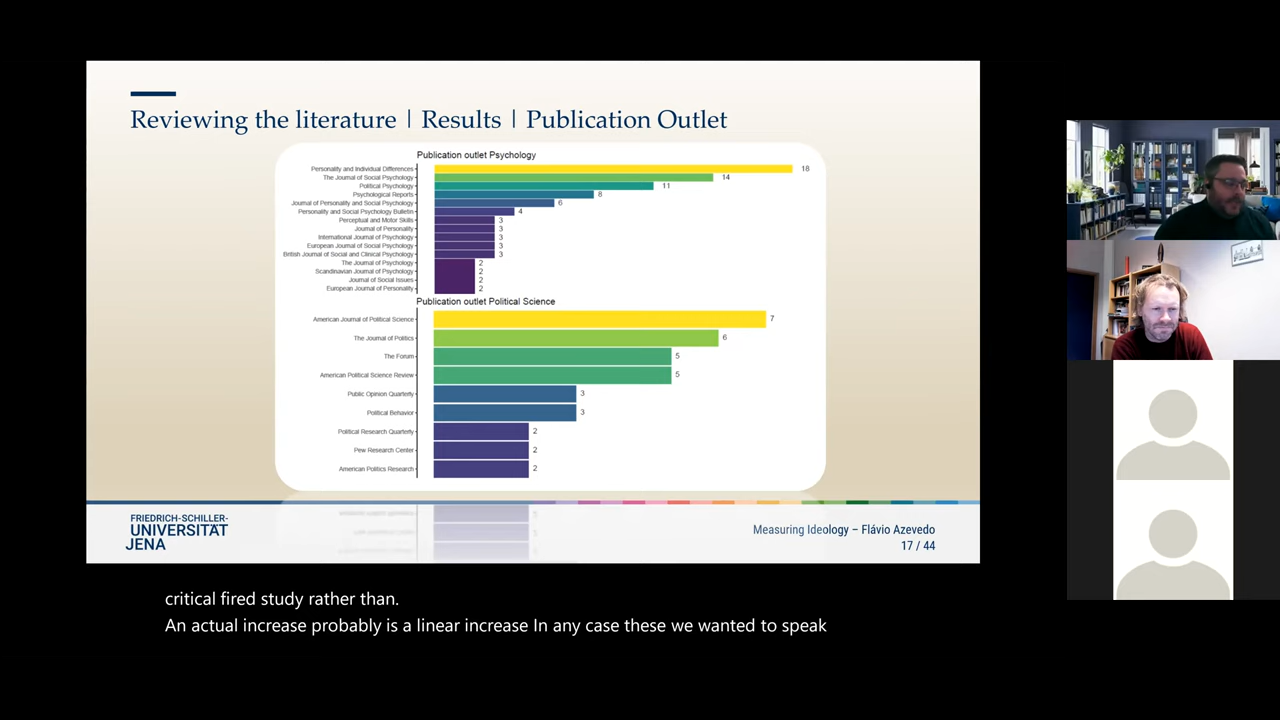 Reviewing the literature | Results | Publication Outlet
Publication outlet Psychology
Personality and Individual Differences 18
The Journal of Social Psychology 14
Political Psychology 11
Psychological Reports 8
Journal of Personality and Social Psychology 6
Personality and Social Psychology Bulletin 4
Perceptual and Motor Skills 3
Journal of Personality 3
International Journal of Psychology 3
European Journal of Social Psychology 3
British Journal of Social and Clinical Psychology 3
The Journal of Psychology 2
Scandinavian Journal of Psychology 2
Journal of Social Issues 2
European Journal of Personality 2
Publication outlet Political Science
American Journal of Political Science 7
The Journal of Politics 6
The Forum 5
American Political Science Review 5
Public Opinion Quarterly 3
Political Behavior 3
Political Research Quarterly 2
Pew Research Center 2
American Politics Research 2
FRIEDRICH-SCHILLER-
UNIVERSITÄT
JENA
Measuring Ideology – Flávio Azevedo
17 / 44
critical fired study rather than.
An actual increase probably is a linear increase In any case these we wanted to speak